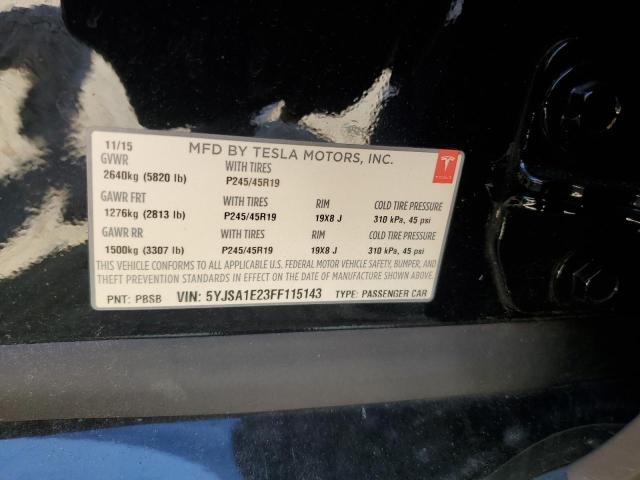 11/15 MFD BY TESLA MOTORS, INC.
GVWR WITH TIRES
2640kg (5820 lb) P245/45R19
GAWR FRT WITH TIRES RIM COLD TIRE PRESSURE
1276kg (2813 lb) P245/45R19 19X8 J 310 kPa, 45 psi
GAWR RR WITH TIRES RIM COLD TIRE PRESSURE
1500kg (3307 lb) P245/45R19 19X8 J 310 kPa, 45 psi
THIS VEHICLE CONFORMS TO ALL APPLICABLE U.S. FEDERAL MOTOR VEHICLE SAFETY, BUMPER, AND
THEFT PREVENTION STANDARDS IN EFFECT ON THE DATE OF MANUFACTURE SHOWN ABOVE.
PNT: PBSB VIN: 5YJSA1E23FF115143 TYPE: PASSENGER CAR